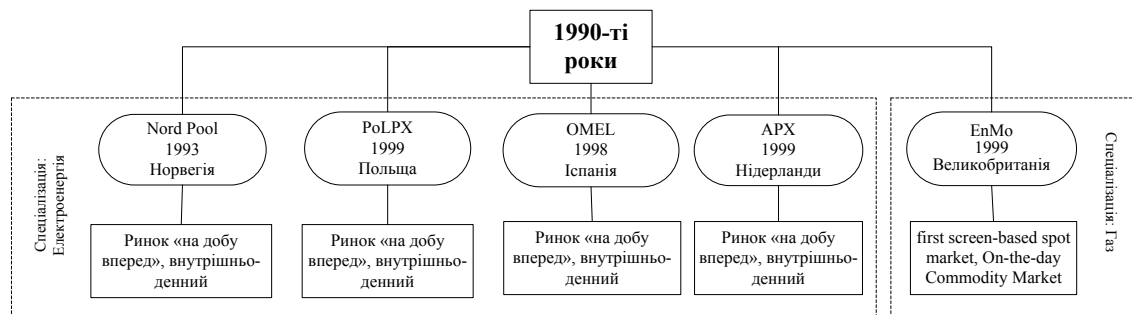 1990-ті
роки
Спеціалізація:
Електроенергія
Nord Pool
1993
Норвегія
PoLPX
1999
Польща
OMEL
1998
Іспанія
APX
1999
Нідерланди
EnMo
1999
Великобританія
Спеціалізація: Газ
Ринок «на добу
вперед», внутрішньо-
денний
Ринок «на добу
вперед», внутрішньо-
денний
Ринок «на добу
вперед», внутрішньо-
денний
Ринок «на добу
вперед», внутрішньо-
денний
first screen-based spot
market, On-the-day
Commodity Market